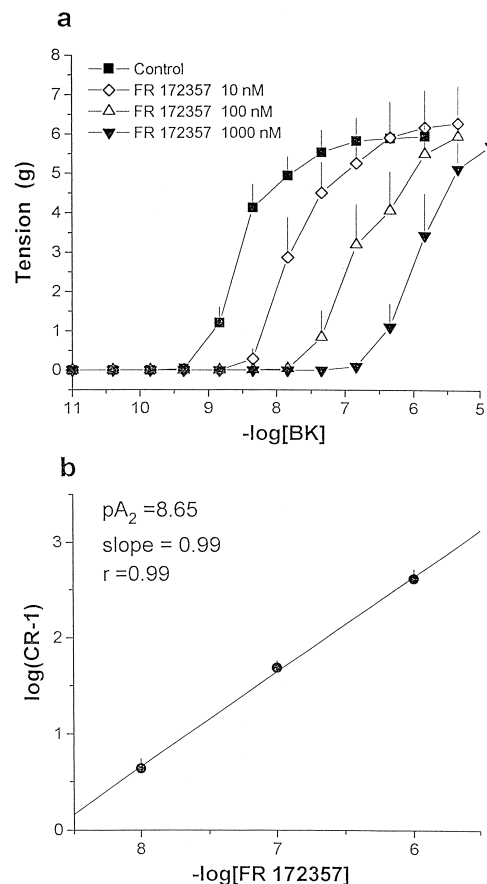 a
Control
FR 172357 10 nM
FR 172357 100 nM
FR 172357 1000 nM
8
7
6
5
4
3
2
1
0
Tension (g)
11 10 9 8 7 6 5
-log[BK]
b
pA2 =8.65
slope = 0.99
r =0.99
3
2
1
0
log(CR-1)
8 7 6
-log[FR 172357]